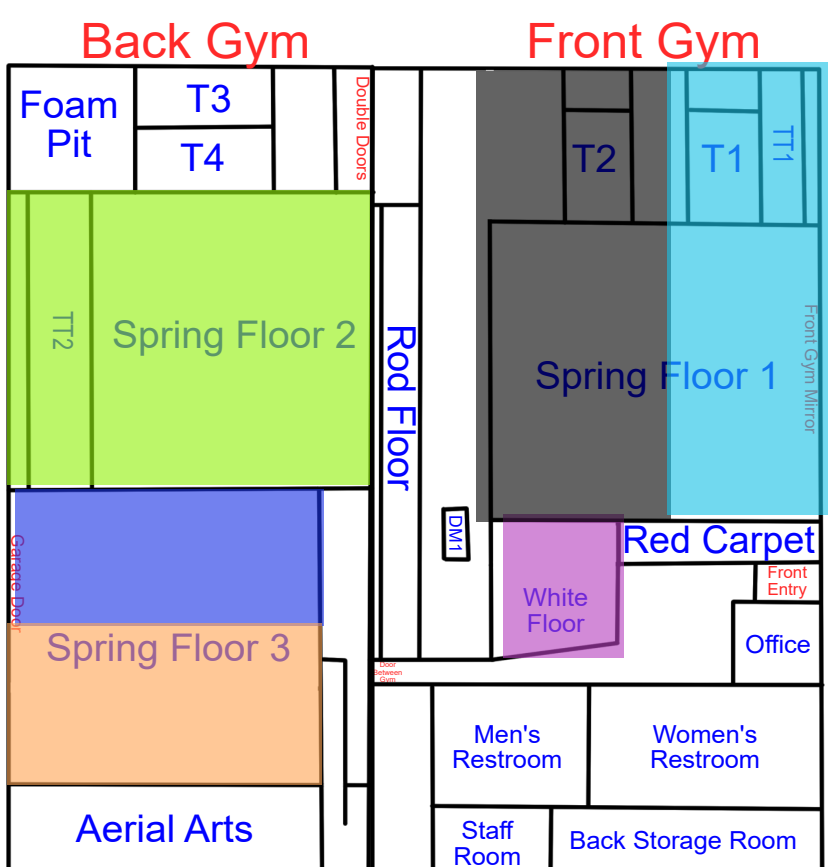 Back Gym
Front Gym
Foam
Pit
T3
T4
Double Doors
T2
T1
TT1
TT2
Spring Floor 2
Rod Floor
Spring Floor 1
Front Gym Mirror
DM1
Red Carpet
Garage Door
White
Floor
Front
Entry
Spring Floor 3
Office
Door
Between
Gym
Men's
Restroom
Women's
Restroom
Aerial Arts
Staff
Room
Back Storage Room